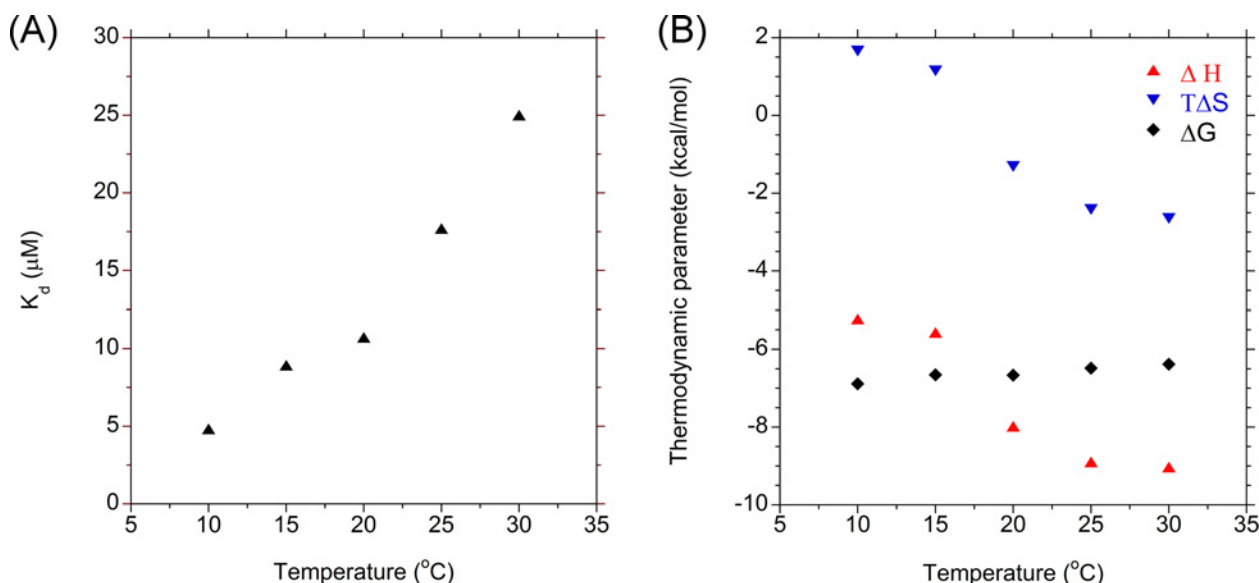 (A)
30
25
20
15
10
5
0
K_d (μM)
5 10 15 20 25 30 35
Temperature (°C)
(B)
2
0
-2
-4
-6
-8
-10
Thermodynamic parameter (kcal/mol)
Δ H
TΔS
ΔG
5 10 15 20 25 30 35
Temperature (°C)